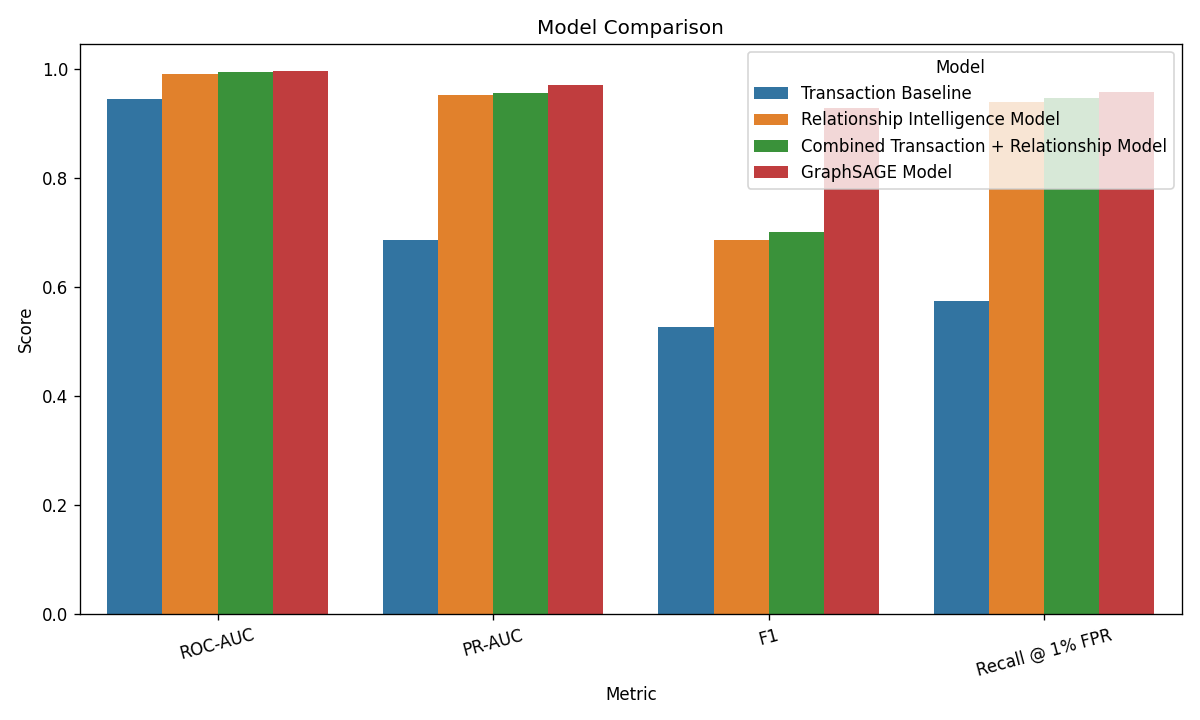 Model Comparison
Model
Transaction Baseline
Relationship Intelligence Model
Combined Transaction + Relationship Model
GraphSAGE Model
1.0
0.8
0.6
0.4
0.2
0.0
Score
ROC-AUC
PR-AUC
F1
Recall @ 1% FPR
Metric